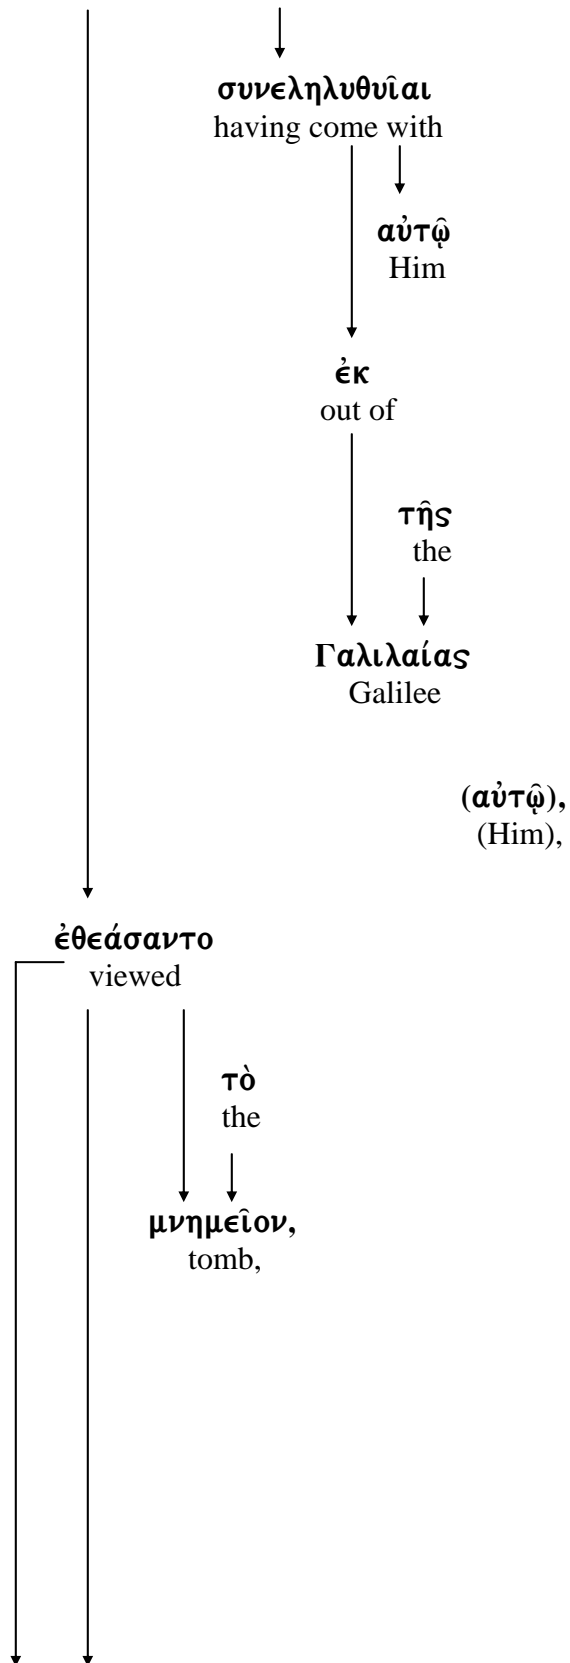 συνεληλυθυῖαι
having come with
αὐτῷ
Him
ἐκ
out of
τῆς
the
Γαλιλαίας
Galilee
(αὐτῷ),
(Him),
ἐθεάσαντο
viewed
τὸ
the
μνημεῖον,
tomb,